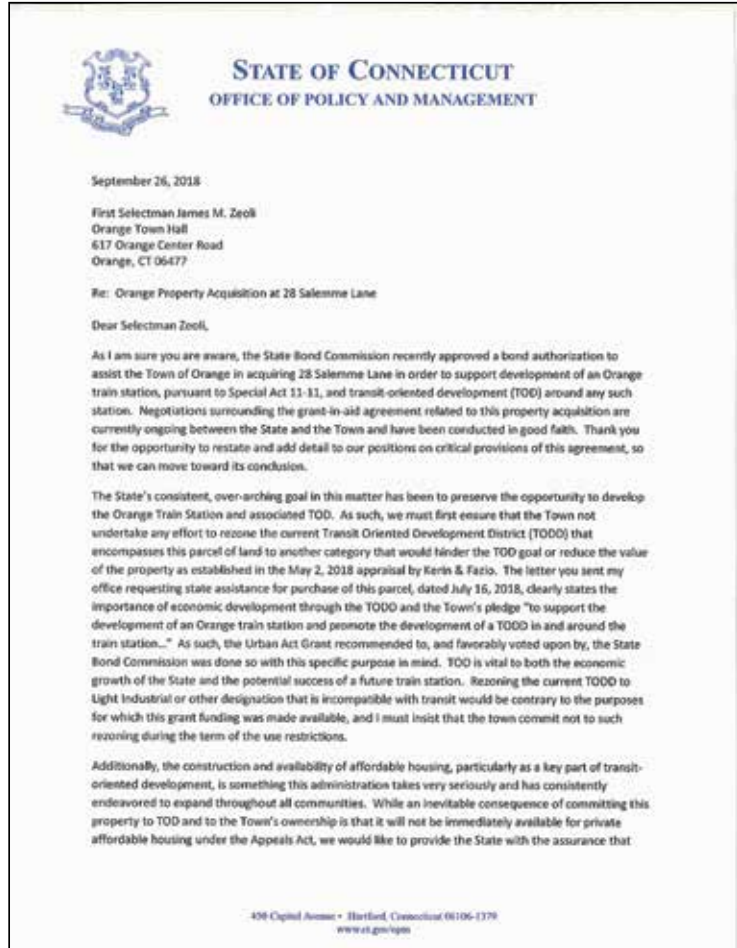 STATE OF CONNECTICUT
OFFICE OF POLICY AND MANAGEMENT
September 26, 2018
First Selectman James M. Zeoli
Orange Town Hall
617 Orange Center Road
Orange, CT 06477
Re: Orange Property Acquisition at 28 Salemme Lane
Dear Selectman Zeoli,
As I am sure you are aware, the State Bond Commission recently approved a bond authorization to
assist the Town of Orange in acquiring 28 Salemme Lane in order to support development of an Orange
train station, pursuant to Special Act 11-11, and transit-oriented development (TOD) around any such
station. Negotiations surrounding the grant-in-aid agreement related to this property acquisition are
currently ongoing between the State and the Town and have been conducted in good faith. Thank you
for the opportunity to restate and add detail to our positions on critical provisions of this agreement, so
that we can move toward its conclusion.
The State's consistent, over-arching goal in this matter has been to preserve the opportunity to develop
the Orange Train Station and associated TOD. As such, we must first ensure that the Town not
undertake any effort to rezone the current Transit Oriented Development District (TODD) that
encompasses this parcel of land to another category that would hinder the TOD goal or reduce the value
of the property as established in the May 2, 2018 appraisal by Kerin & Fazio. The letter you sent my
office requesting state assistance for purchase of this parcel, dated July 16, 2018, clearly states the
importance of economic development through the TODD and the Town's pledge "to support the
development of an Orange train station and promote the development of a TODD in and around the
train station..." As such, the Urban Act Grant recommended to, and favorably voted upon by, the State
Bond Commission was done so with this specific purpose in mind. TOD is vital to both the economic
growth of the State and the potential success of a future train station. Rezoning the current TODD to
Light Industrial or other designation that is incompatible with transit would be contrary to the purposes
for which this grant funding was made available, and I must insist that the town commit not to such
rezoning during the term of the use restrictions.
Additionally, the construction and availability of affordable housing, particularly as a key part of transit-
oriented development, is something this administration takes very seriously and has consistently
endeavored to expand throughout all communities. While an inevitable consequence of committing this
property to TOD and to the Town's ownership is that it will not be immediately available for private
affordable housing under the Appeals Act, we would like to provide the State with the assurance that
450 Capitol Avenue • Hartford, Connecticut 06106-1379
www.ct.gov/opm